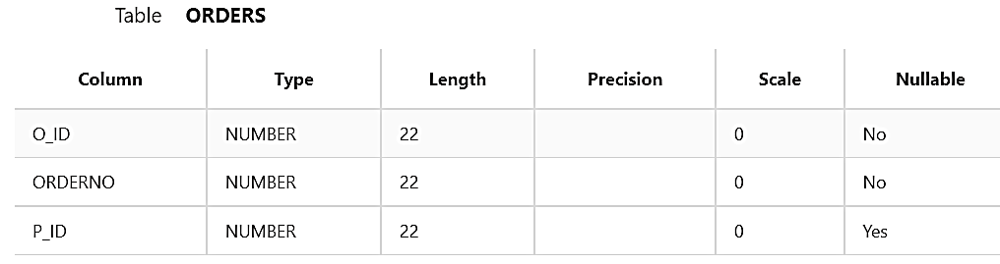 Table ORDERS
Column Type Length Precision Scale Nullable
O_ID NUMBER 22 0 No
ORDERNO NUMBER 22 0 No
P_ID NUMBER 22 0 Yes